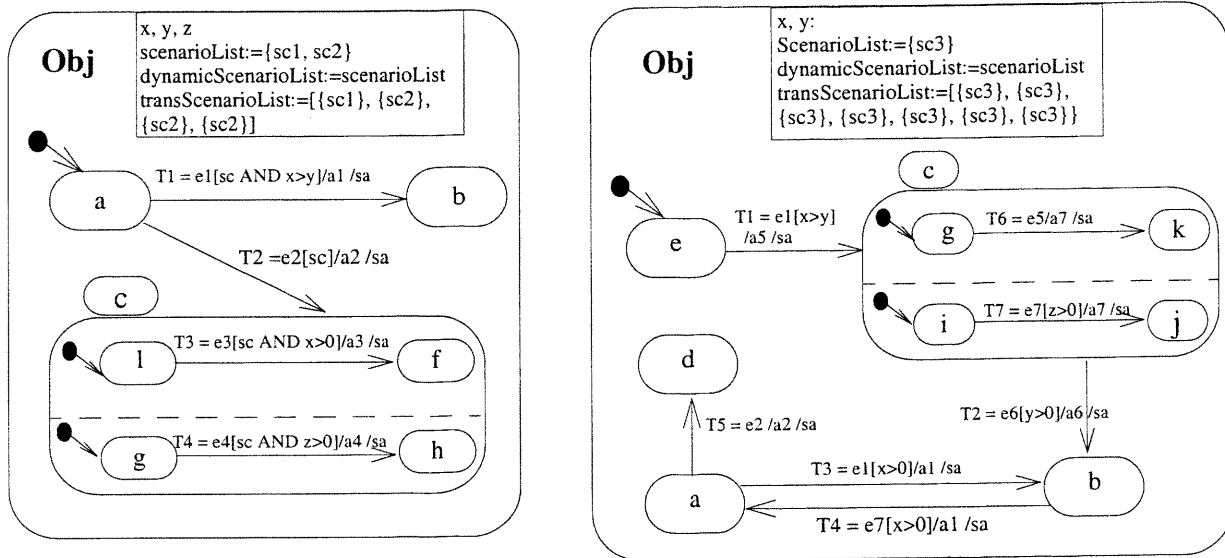 Obj
x, y, z
scenarioList:={sc1, sc2}
dynamicScenarioList:=scenarioList
transScenarioList:=[{sc1}, {sc2},
{sc2}, {sc2}]
a
T1 = e1[sc AND x>y]/a1 /sa
b
T2 =e2[sc]/a2 /sa
c
l
T3 = e3[sc AND x>0]/a3 /sa
f
g
T4 = e4[sc AND z>0]/a4 /sa
h
Obj
x, y:
ScenarioList:={sc3}
dynamicScenarioList:=scenarioList
transScenarioList:=[{sc3}, {sc3},
{sc3}, {sc3}, {sc3}, {sc3}, {sc3}}
e
T1 = e1[x>y]
/a5 /sa
c
g
T6 = e5/a7 /sa
k
i
T7 = e7[z>0]/a7 /sa
j
d
T5 = e2 /a2 /sa
T2 = e6[y>0]/a6 /sa
a
T3 = e1[x>0]/a1 /sa
b
T4 = e7[x>0]/a1 /sa